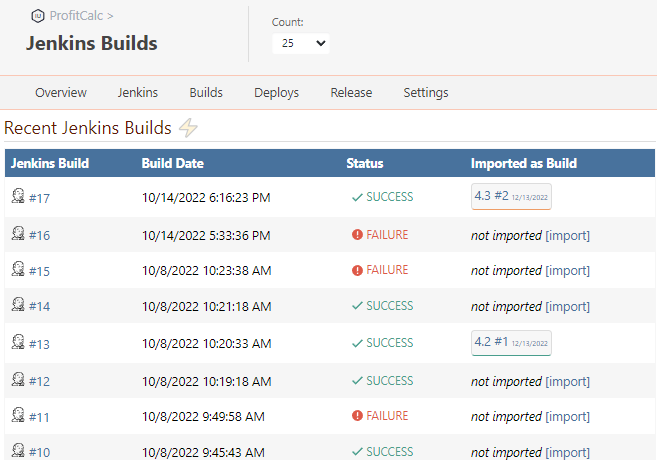 ProfitCalc >
Jenkins Builds
Count:
25
Overview Jenkins Builds Deploys Release Settings
Recent Jenkins Builds
Jenkins Build Build Date Status Imported as Build
#17 10/14/2022 6:16:23 PM SUCCESS 4.3 #2 12/13/2022
#16 10/14/2022 5:33:36 PM FAILURE not imported [import]
#15 10/8/2022 10:23:38 AM FAILURE not imported [import]
#14 10/8/2022 10:21:18 AM SUCCESS not imported [import]
#13 10/8/2022 10:20:33 AM SUCCESS 4.2 #1 12/13/2022
#12 10/8/2022 10:19:18 AM SUCCESS not imported [import]
#11 10/8/2022 9:49:58 AM FAILURE not imported [import]
#10 10/8/2022 9:45:43 AM SUCCESS not imported [import]